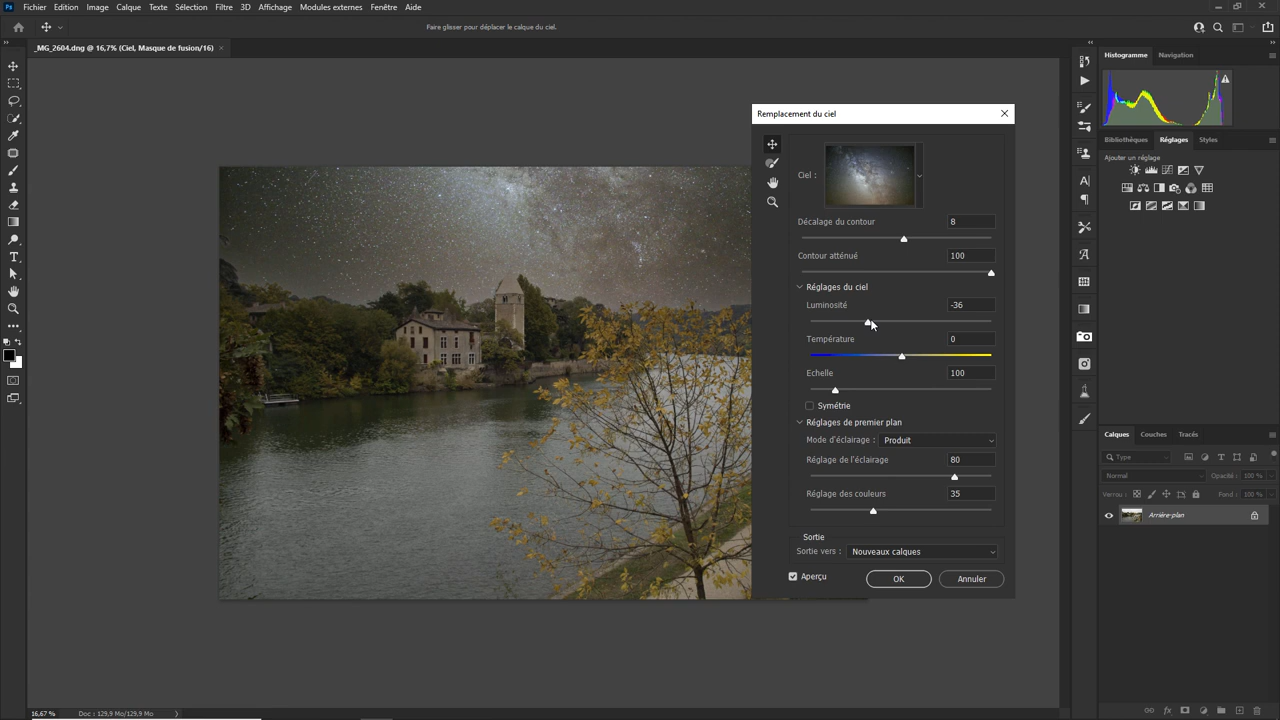 Ps Fichier Edition Image Calque Texte Sélection Filtre 3D Affichage Modules externes Fenêtre Aide
Faire glisser pour déplacer le calque du ciel.
_MG_2604.dng @ 16,7% (Ciel, Masque de fusion/16) ×
Histogramme Navigation
Remplacement du ciel
Ciel :
Décalage du contour 8
Contour atténué 100
Réglages du ciel
Luminosité -36
Température 0
Echelle 100
Symétrie
Réglages de premier plan
Mode d'éclairage : Produit
Réglage de l'éclairage 80
Réglage des couleurs 35
Sortie
Sortie vers : Nouveaux calques
Aperçu OK Annuler
Bibliothèques Réglages Styles
Ajouter un réglage
Calques Couches Tracés
Type
Normal Opacité : 100 %
Verrou : Fond : 100 %
Arrière-plan
16,67 % Doc : 129,9 Mo/129,9 Mo